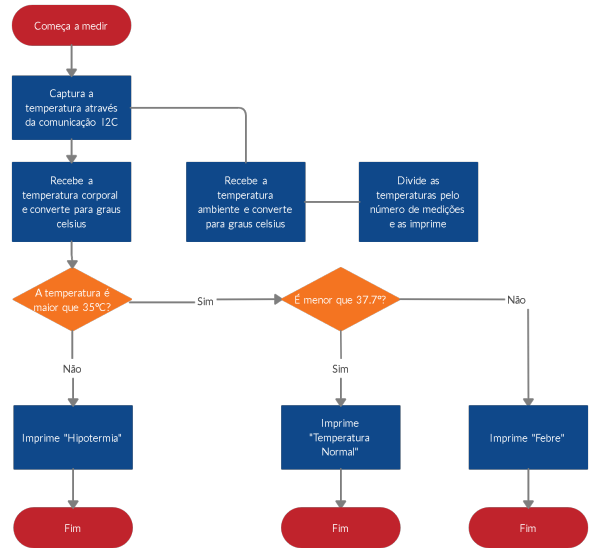 Começa a medir
Captura a
temperatura através
da comunicação I2C
Recebe a
temperatura corporal
e converte para graus
celsius
Recebe a
temperatura
ambiente e converte
para graus celsius
Divide as
temperaturas pelo
número de medições
e as imprime
A temperatura é
maior que 35°C?
Sim
É menor que 37.7°?
Não
Não
Sim
Imprime "Hipotermia"
Imprime
"Temperatura
Normal"
Imprime "Febre"
Fim
Fim
Fim